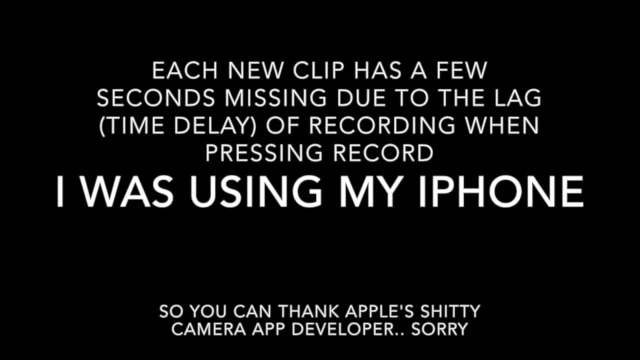 EACH NEW CLIP HAS A FEW
SECONDS MISSING DUE TO THE LAG
(TIME DELAY) OF RECORDING WHEN
PRESSING RECORD
I WAS USING MY IPHONE
SO YOU CAN THANK APPLE'S SHITTY
CAMERA APP DEVELOPER.. SORRY